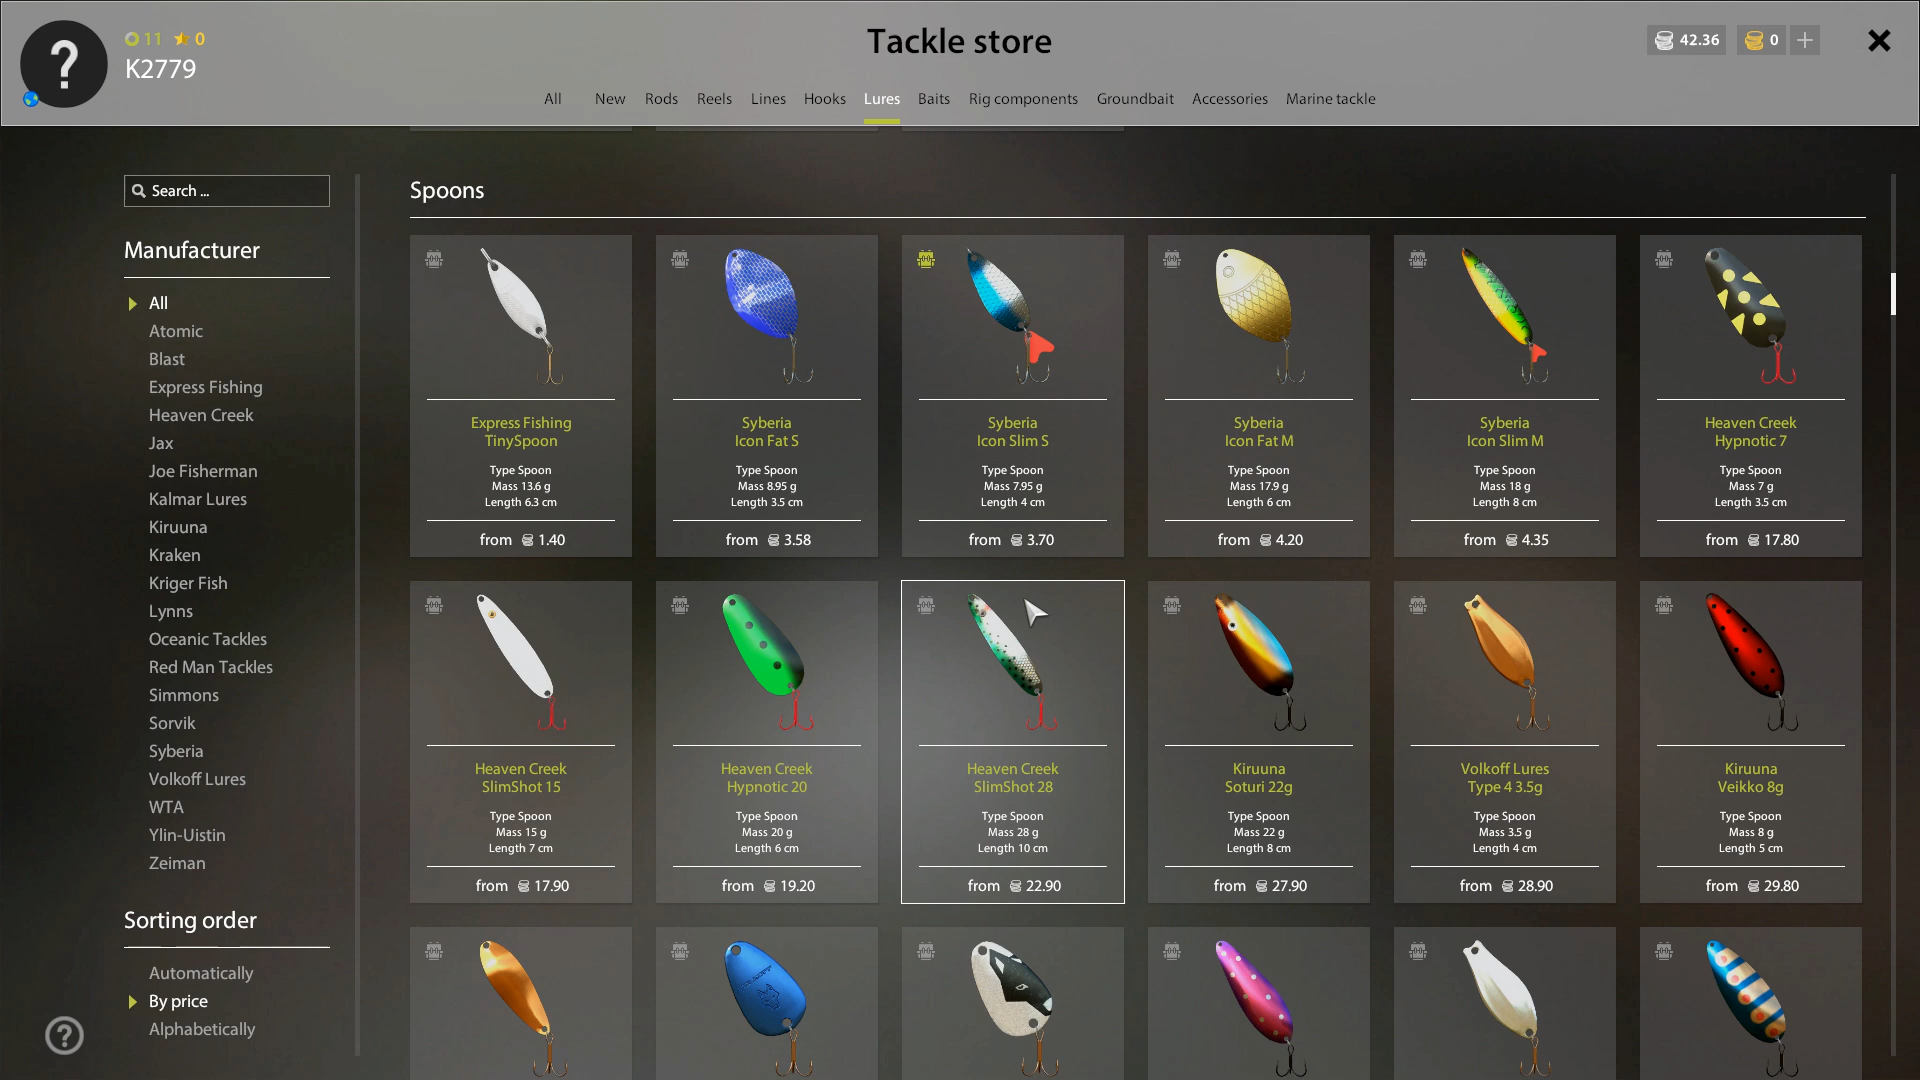 11 0
K2779
Tackle store
42.36 0 +
All New Rods Reels Lines Hooks Lures Baits Rig components Groundbait Accessories Marine tackle
Search ...
Manufacturer
All
Atomic
Blast
Express Fishing
Heaven Creek
Jax
Joe Fisherman
Kalmar Lures
Kiruuna
Kraken
Kriger Fish
Lynns
Oceanic Tackles
Red Man Tackles
Simmons
Sorvik
Syberia
Volkoff Lures
WTA
Ylin-Uistin
Zeiman
Sorting order
Automatically
By price
Alphabetically
Spoons
Express Fishing
TinySpoon
Type Spoon
Mass 13.6 g
Length 6.3 cm
from 1.40
Syberia
Icon Fat S
Type Spoon
Mass 8.95 g
Length 3.5 cm
from 3.58
Syberia
Icon Slim S
Type Spoon
Mass 7.95 g
Length 4 cm
from 3.70
Syberia
Icon Fat M
Type Spoon
Mass 17.9 g
Length 6 cm
from 4.20
Syberia
Icon Slim M
Type Spoon
Mass 18 g
Length 8 cm
from 4.35
Heaven Creek
Hypnotic 7
Type Spoon
Mass 7 g
Length 3.5 cm
from 17.80
Heaven Creek
SlimShot 15
Type Spoon
Mass 15 g
Length 7 cm
from 17.90
Heaven Creek
Hypnotic 20
Type Spoon
Mass 20 g
Length 6 cm
from 19.20
Heaven Creek
SlimShot 28
Type Spoon
Mass 28 g
Length 10 cm
from 22.90
Kiruuna
Soturi 22g
Type Spoon
Mass 22 g
Length 8 cm
from 27.90
Volkoff Lures
Type 4 3.5g
Type Spoon
Mass 3.5 g
Length 4 cm
from 28.90
Kiruuna
Veikko 8g
Type Spoon
Mass 8 g
Length 5 cm
from 29.80